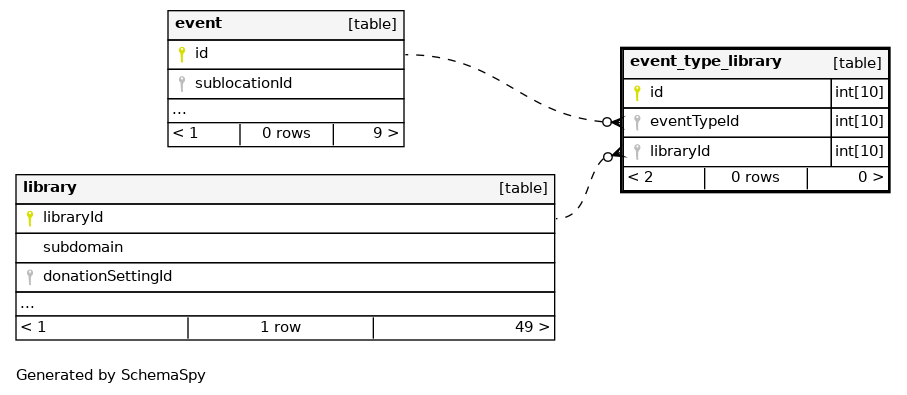 event [table]
id
sublocationId
...
< 1 0 rows 9 >
event_type_library [table]
id int[10]
eventTypeId int[10]
libraryId int[10]
< 2 0 rows 0 >
library [table]
libraryId
subdomain
donationSettingId
...
< 1 1 row 49 >
Generated by SchemaSpy